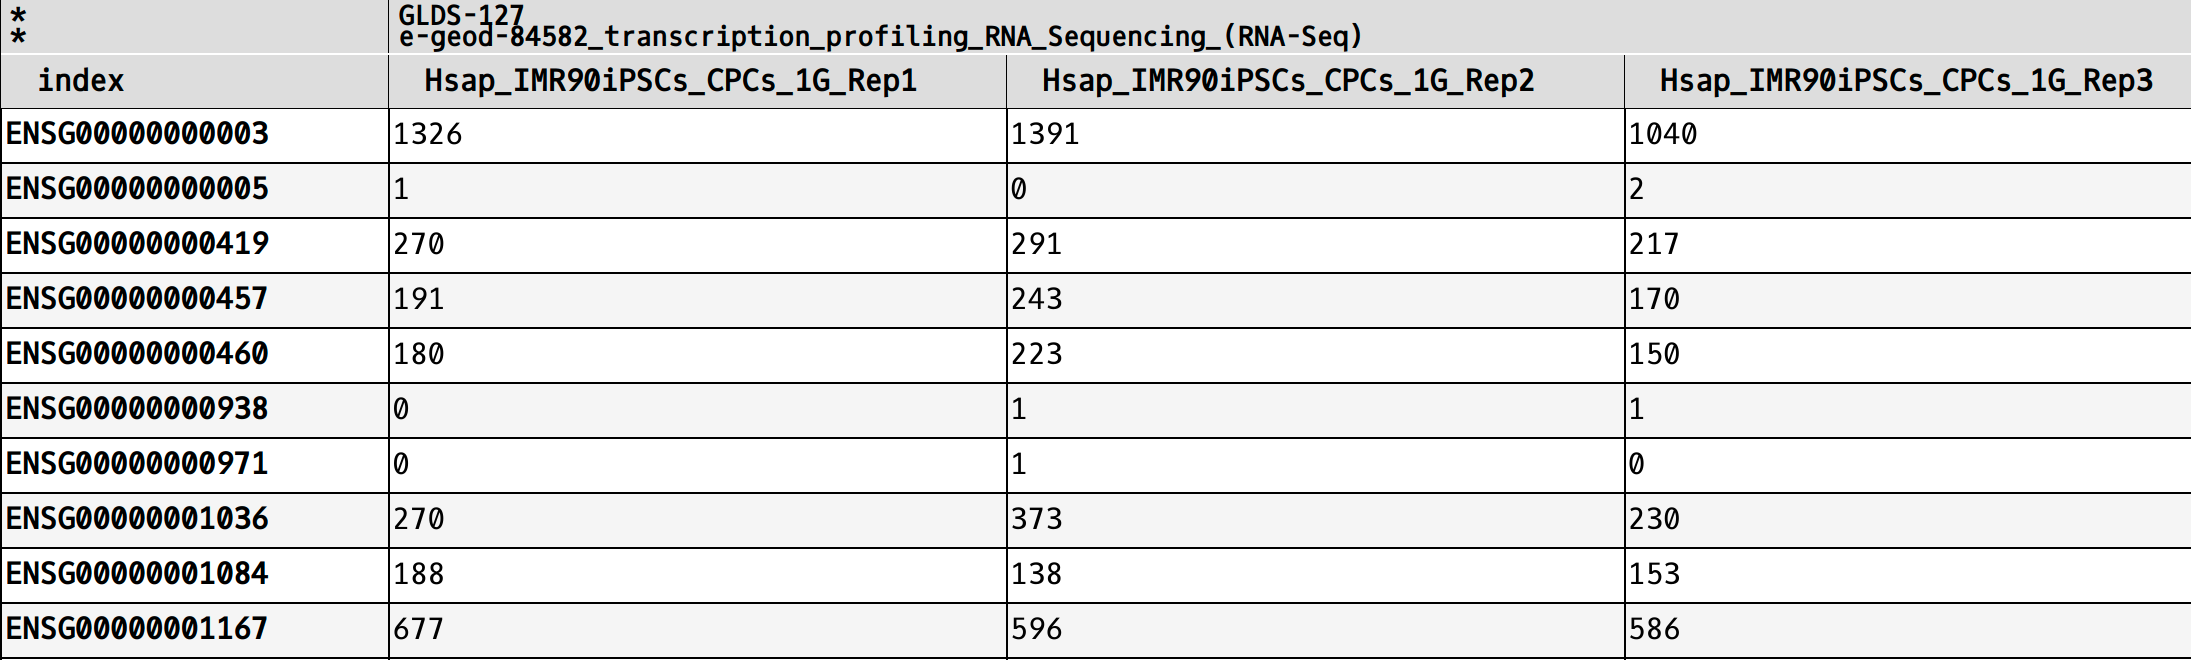 * GLDS-127
* e-geod-84582_transcription_profiling_RNA_Sequencing_(RNA-Seq)
index Hsap_IMR90iPSCs_CPCs_1G_Rep1 Hsap_IMR90iPSCs_CPCs_1G_Rep2 Hsap_IMR90iPSCs_CPCs_1G_Rep3
ENSG00000000003 1326 1391 1040
ENSG00000000005 1 0 2
ENSG00000000419 270 291 217
ENSG00000000457 191 243 170
ENSG00000000460 180 223 150
ENSG00000000938 0 1 1
ENSG00000000971 0 1 0
ENSG00000001036 270 373 230
ENSG00000001084 188 138 153
ENSG00000001167 677 596 586